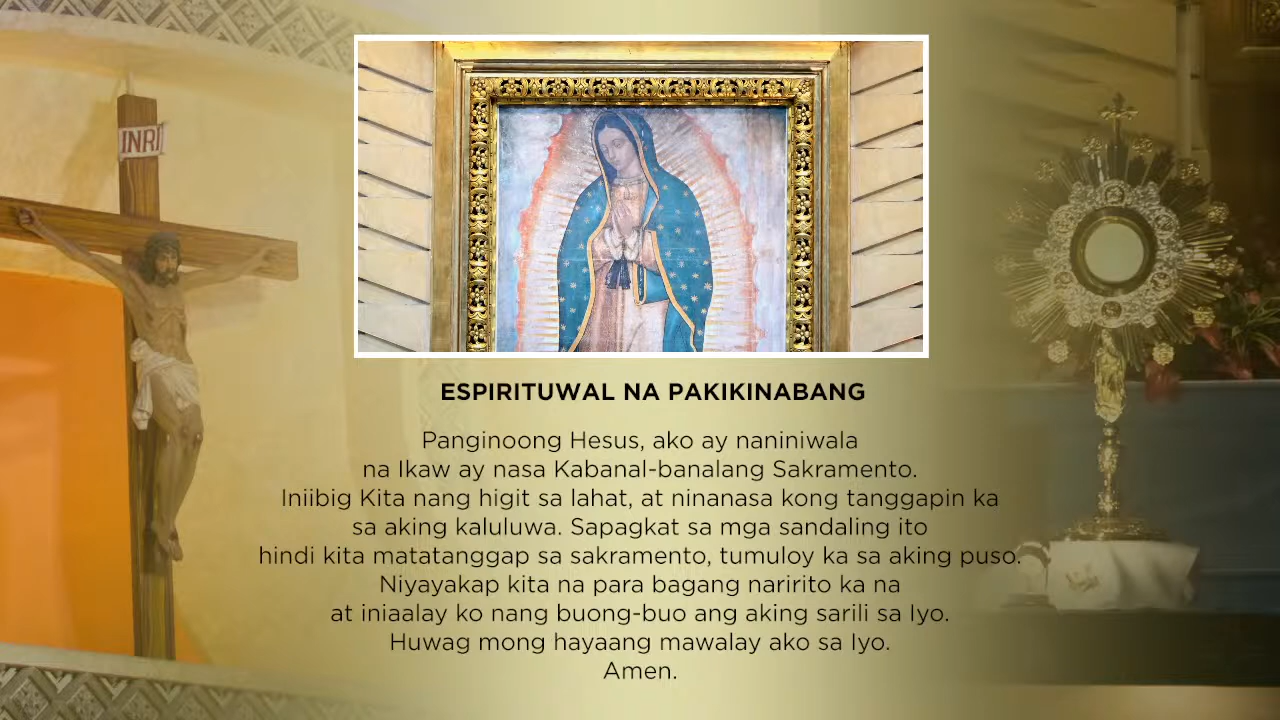 INRI
ESPIRITUWAL NA PAKIKINABANG
Panginoong Hesus, ako ay naniniwala
na Ikaw ay nasa Kabanal-banalang Sakramento.
Iniibig Kita nang higit sa lahat, at ninanasa kong tanggapin ka
sa aking kaluluwa. Sapagkat sa mga sandaling ito
hindi kita matatanggap sa sakramento, tumuloy ka sa aking puso.
Niyayakap kita na para bagang naririto ka na
at iniaalay ko nang buong-buo ang aking sarili sa Iyo.
Huwag mong hayaang mawalay ako sa Iyo.
Amen.